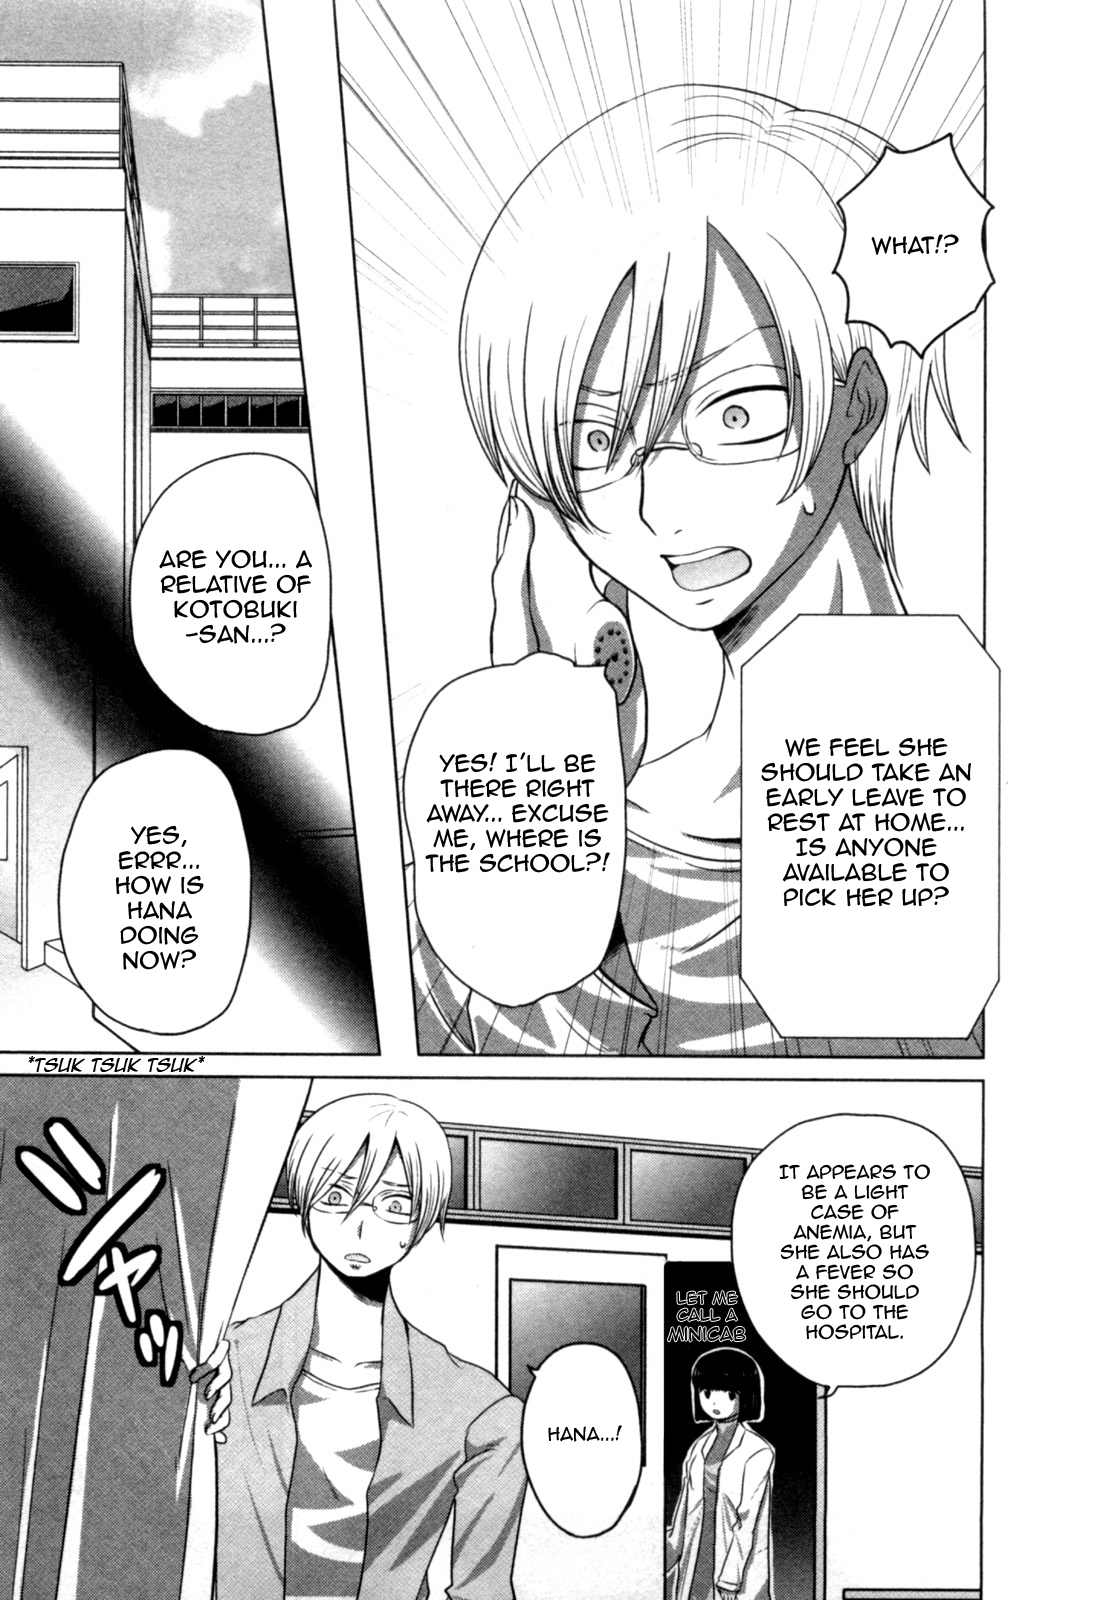 WHAT!?
WE FEEL SHE
SHOULD TAKE AN
EARLY LEAVE TO
REST AT HOME...
IS ANYONE
AVAILABLE TO
PICK HER UP?
YES! I'LL BE
THERE RIGHT
AWAY... EXCUSE
ME, WHERE IS
THE SCHOOL?!
ARE YOU... A
RELATIVE OF
KOTOBUKI
-SAN...?
YES,
ERRR...
HOW IS
HANA
DOING
NOW?
IT APPEARS TO
BE A LIGHT
CASE OF
ANEMIA, BUT
SHE ALSO HAS
A FEVER SO
SHE SHOULD
GO TO THE
HOSPITAL.
LET ME
CALL A
MINICAB
HANA...!
*TSUK TSUK TSUK*
シャッ